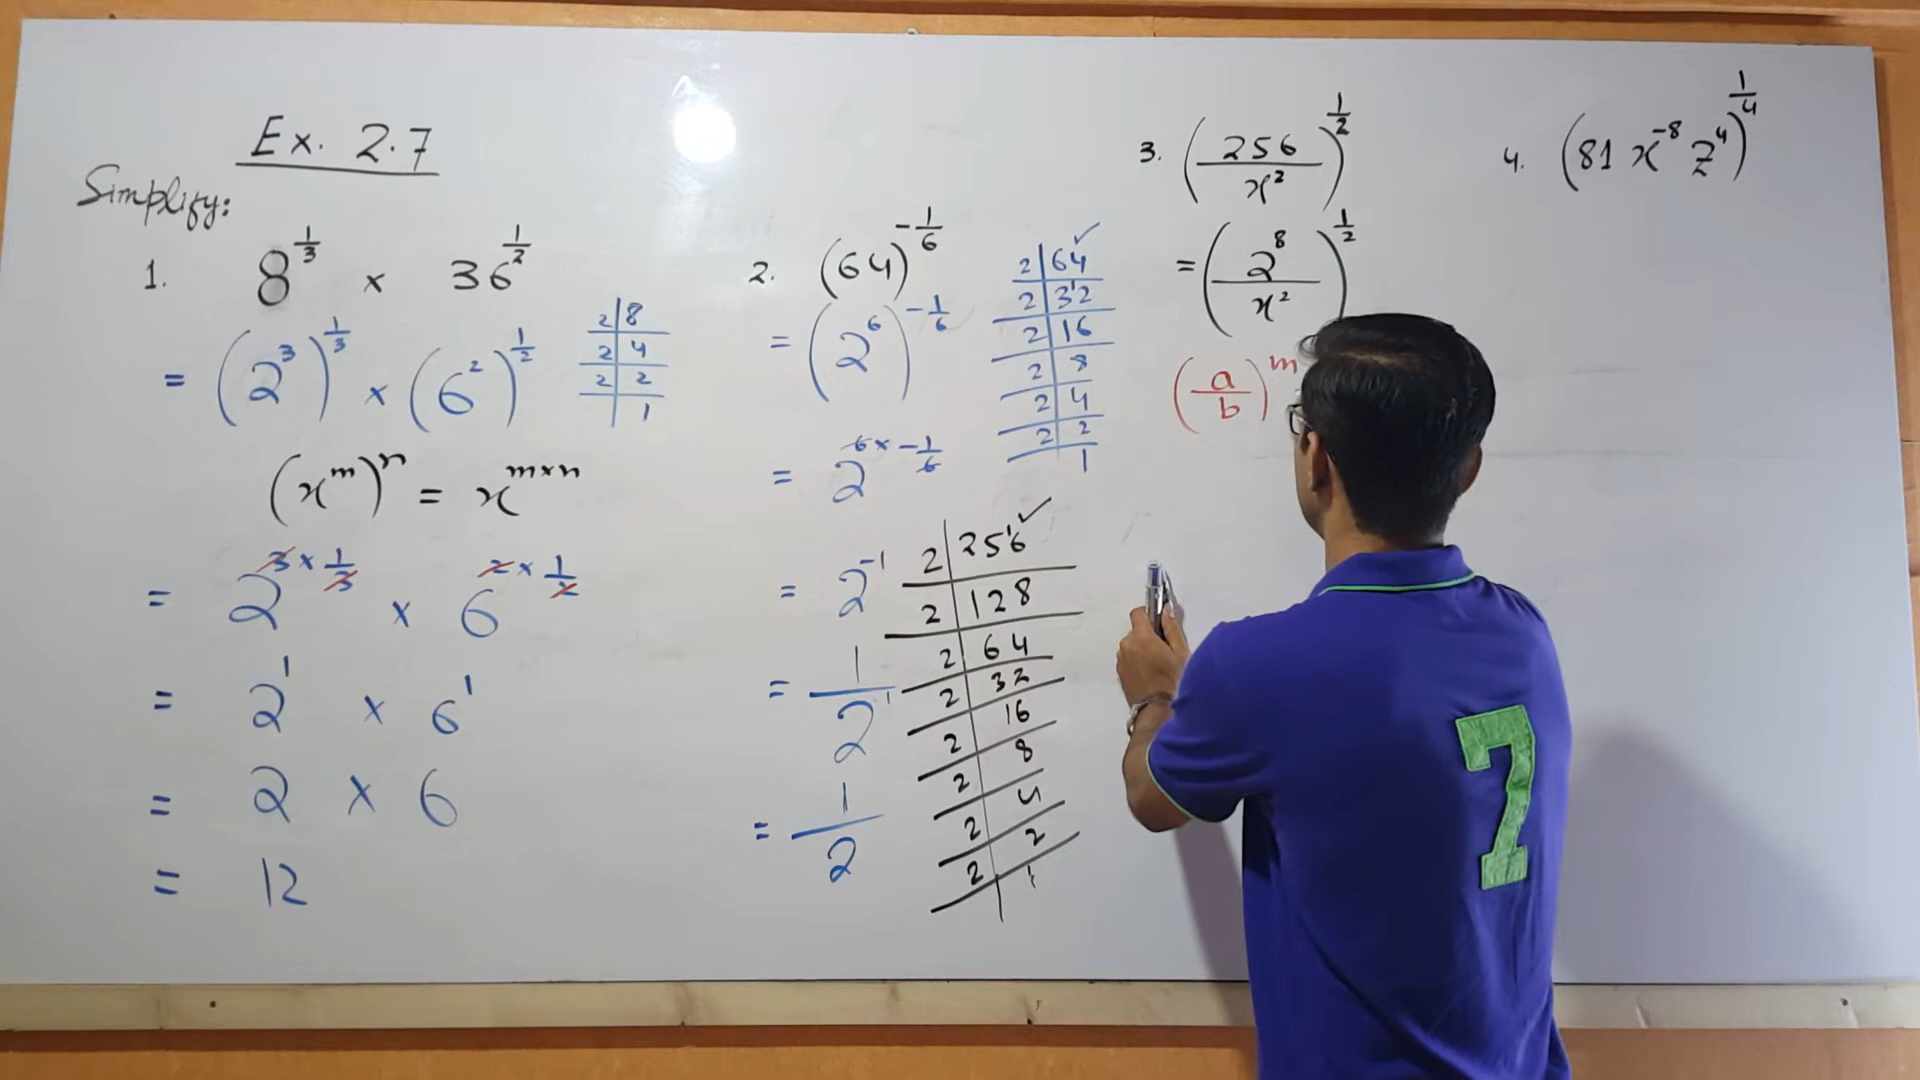 Ex. 2.7
Simplify:
1. 8^(1/3) × 36^(1/2)
= (2^3)^(1/3) × (6^2)^(1/2)
2 | 8
2 | 4
2 | 2
| 1
(x^m)^n = x^(m×n)
= 2^(3×1/3) × 6^(2×1/2)
= 2^1 × 6^1
= 2 × 6
= 12
2. (64)^(-1/6)
= (2^6)^(-1/6)
= 2^(6×-1/6)
= 2^-1
= 1/2^1
= 1/2
2 | 64 ✓
2 | 32
2 | 16
2 | 8
2 | 4
2 | 2
| 1
2 | 256 ✓
2 | 128
2 | 64
2 | 32
2 | 16
2 | 8
2 | 4
2 | 2
| 1
3. (256/x^2)^(1/2)
= (2^8/x^2)^(1/2)
(a/b)^m
4. (81 x^-8 z^4)^(1/4)
7